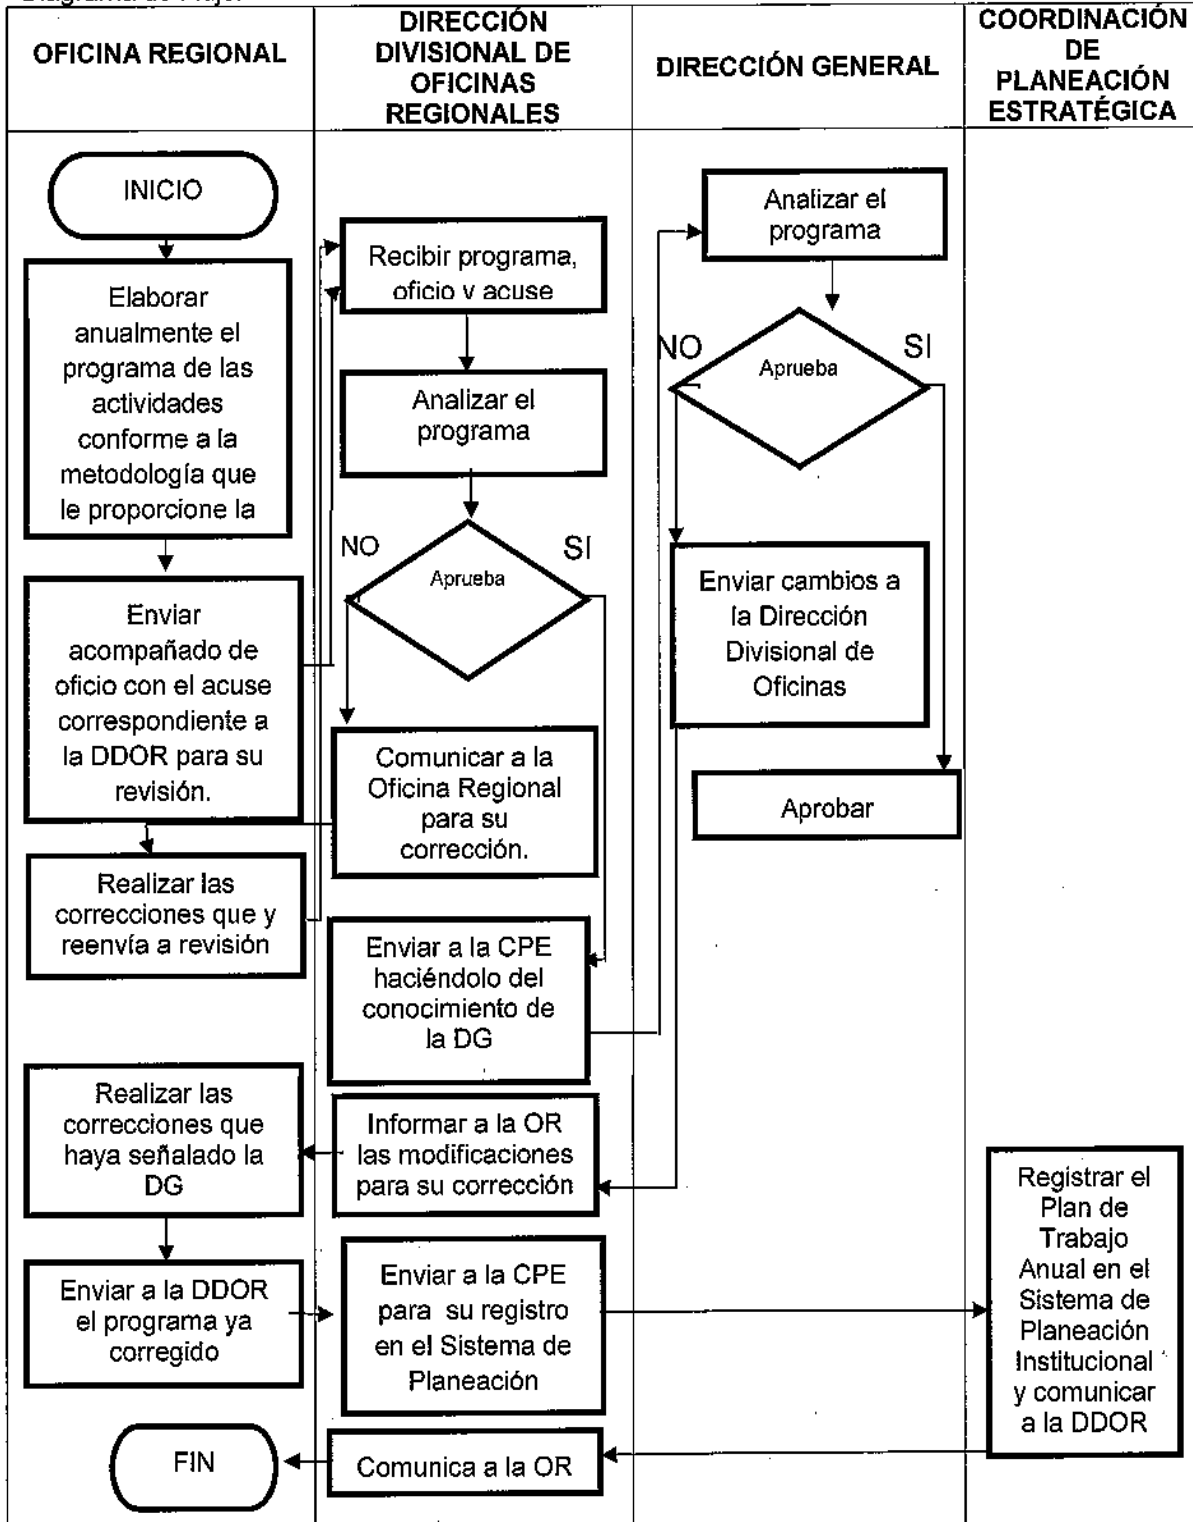 Diagrama de Flujo.
OFICINA REGIONAL
DIRECCIÓN
DIVISIONAL DE
OFICINAS
REGIONALES
DIRECCIÓN GENERAL
COORDINACIÓN
DE
PLANEACIÓN
ESTRATÉGICA
INICIO
Elaborar
anualmente el
programa de las
actividades
conforme a la
metodología que
le proporcione la
Enviar
acompañado de
oficio con el acuse
correspondiente a
la DDOR para su
revisión.
Realizar las
correcciones que y
reenvía a revisión
Realizar las
correcciones que
haya señalado la
DG
Enviar a la DDOR
el programa ya
corregido
FIN
Recibir programa,
oficio y acuse
Analizar el
programa
NO
SI
Aprueba
Comunicar a la
Oficina Regional
para su
corrección.
Enviar a la CPE
haciéndolo del
conocimiento de
la DG
Informar a la OR
las modificaciones
para su corrección
Enviar a la CPE
para su registro
en el Sistema de
Planeación
Comunica a la OR
Analizar el
programa
NO
SI
Aprueba
Enviar cambios a
la Dirección
Divisional de
Oficinas
Aprobar
Registrar el
Plan de
Trabajo
Anual en el
Sistema de
Planeación
Institucional
y comunicar
a la DDOR